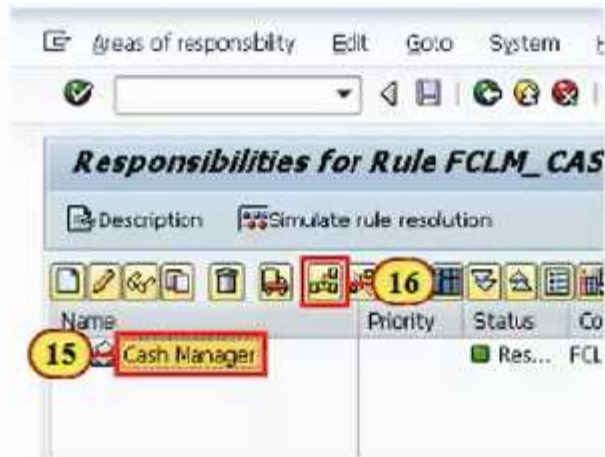 Areas of responsibilty Edit Goto System
Responsibilities for Rule FCLM_CAS
Description Simulate rule resolution
16
Name Priority Status Co
15 Cash Manager Res... FCL